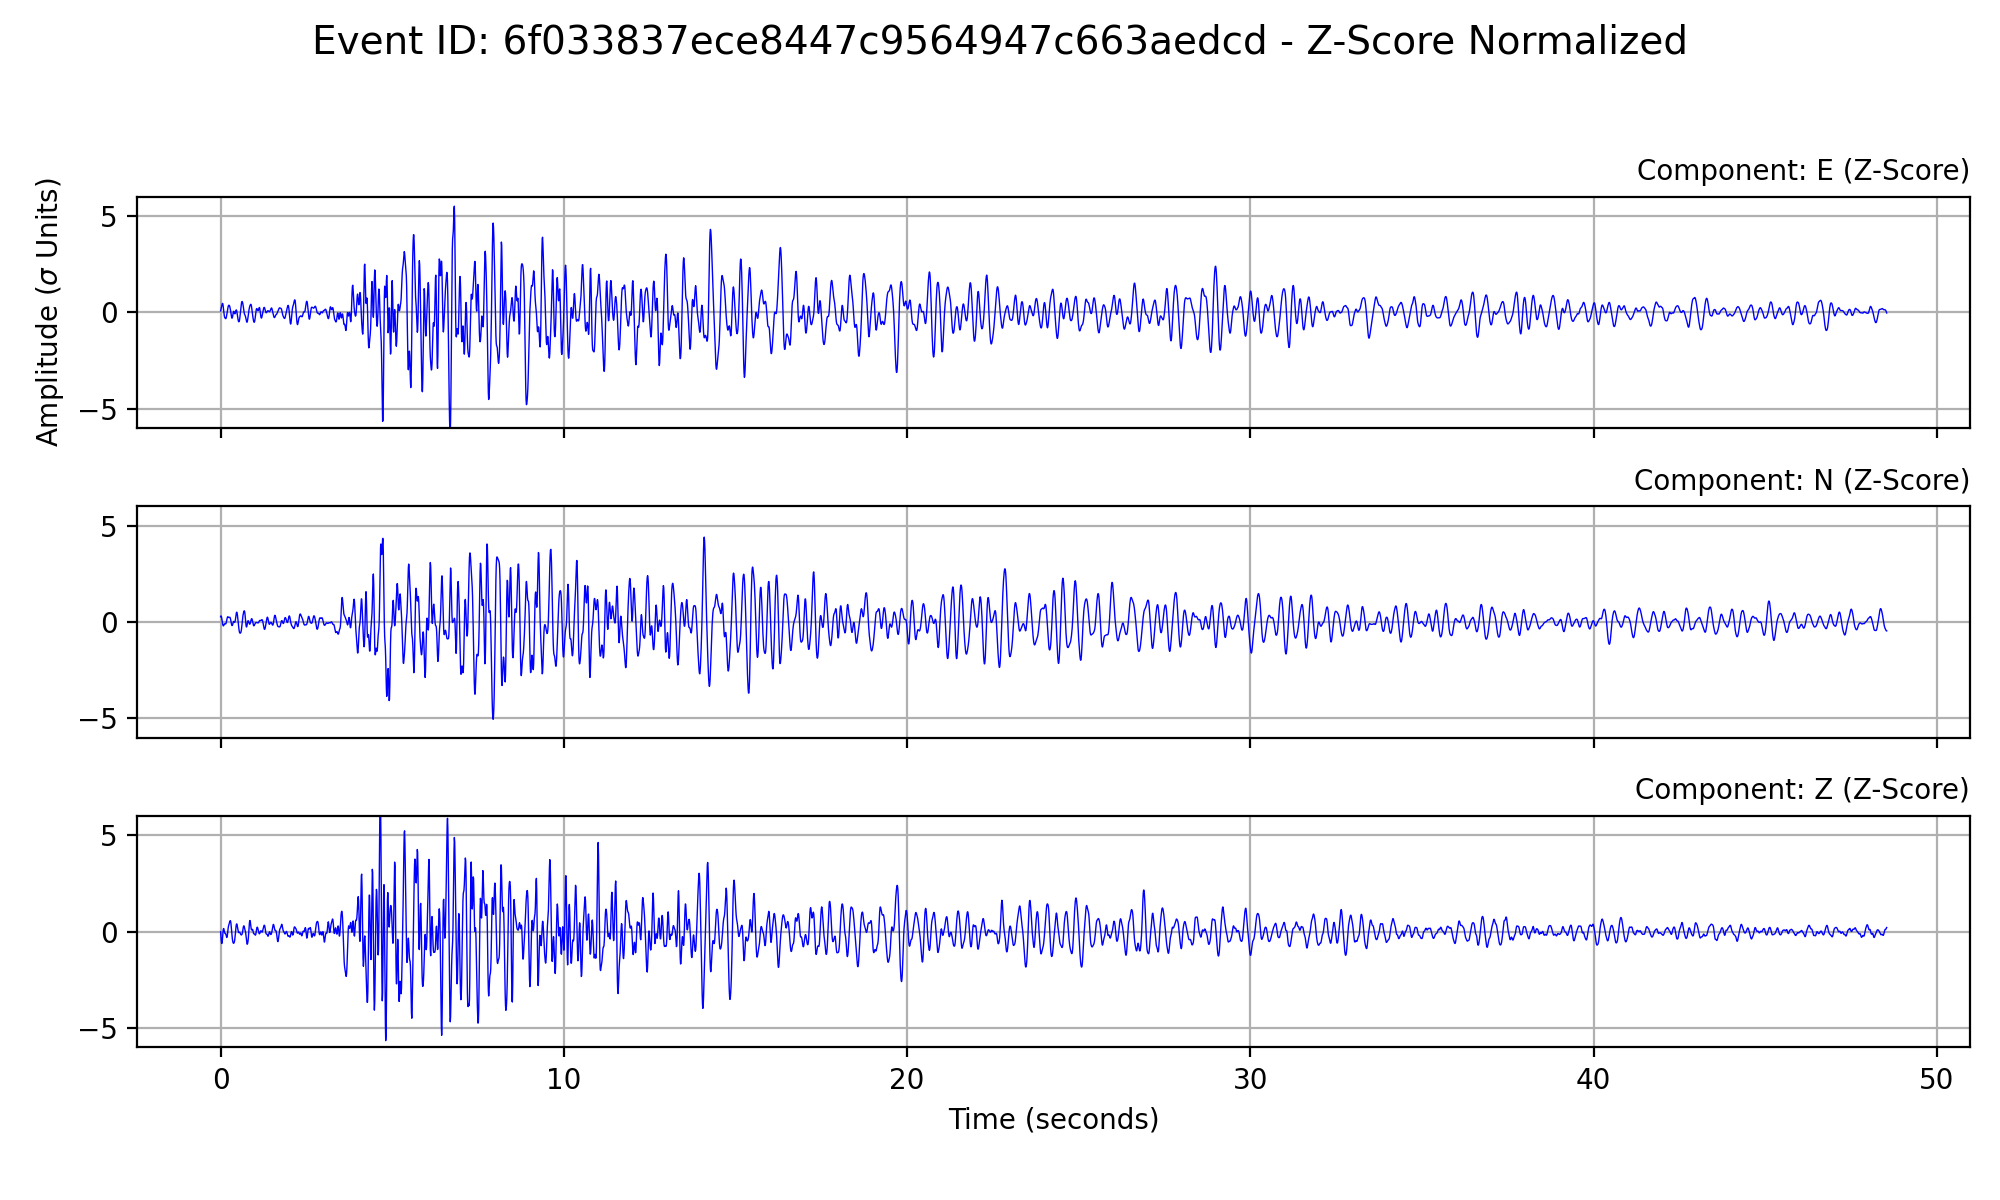 Event ID: 6f033837ece8447c9564947c663aedcd - Z-Score Normalized
Component: E (Z-Score)
Amplitude (σ Units)
5
0
−5
Component: N (Z-Score)
5
0
−5
Component: Z (Z-Score)
5
0
−5
0 10 20 30 40 50
Time (seconds)